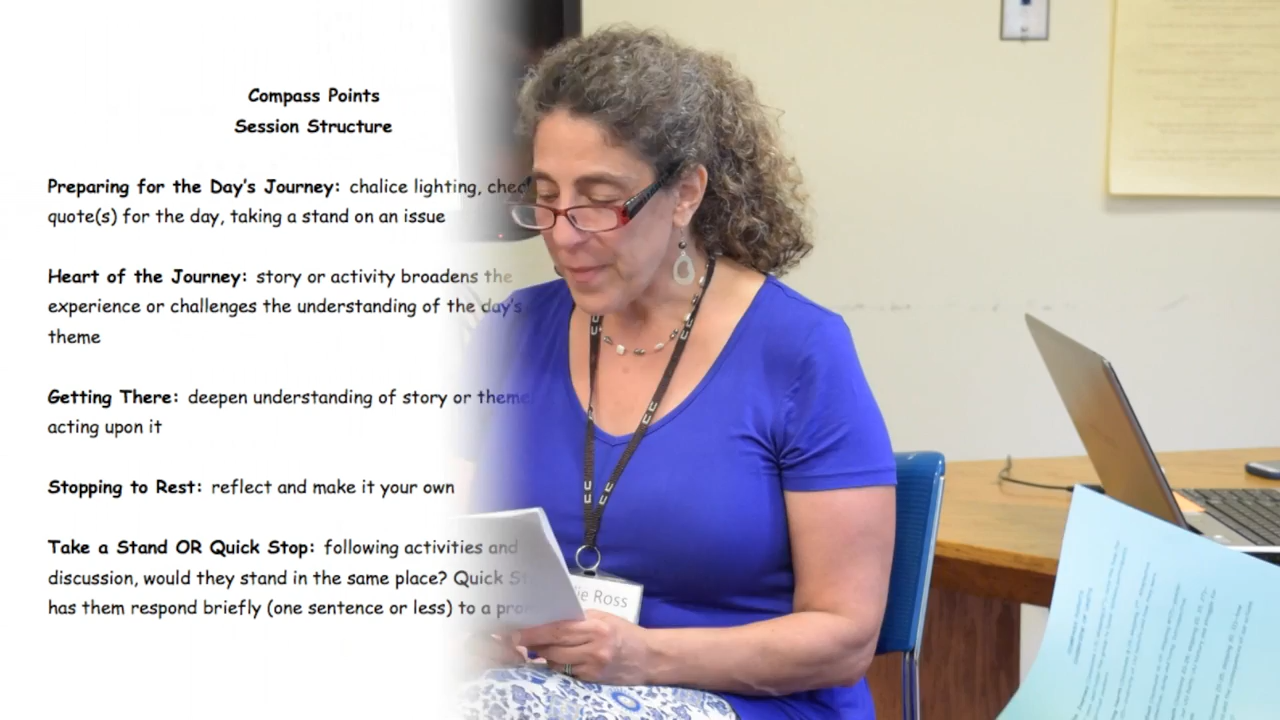 Compass Points
Session Structure
Preparing for the Day's Journey: chalice lighting,
quote(s) for the day, taking a stand on an issue
Heart of the Journey: story or activity broadens the
experience or challenges the understanding of the day's
theme
Getting There: deepen understanding of story or theme
acting upon it
Stopping to Rest: reflect and make it your own
Take a Stand OR Quick Stop: following activities and
discussion, would they stand in the same place? Quick
has them respond briefly (one sentence or less) to a
Ross